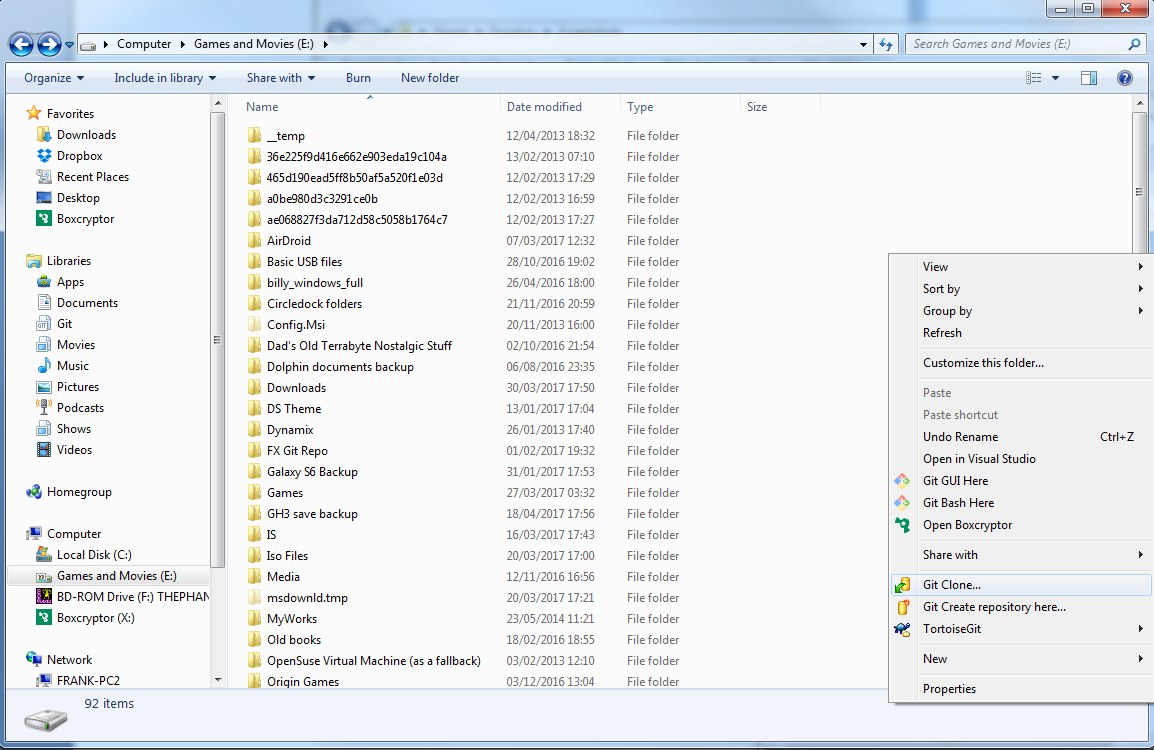 Computer Games and Movies (E:) Search Games and Movies (E:)
Organize Include in library Share with Burn New folder
Favorites
Downloads
Dropbox
Recent Places
Desktop
Boxcryptor
Libraries
Apps
Documents
Git
Movies
Music
Pictures
Podcasts
Shows
Videos
Homegroup
Computer
Local Disk (C:)
Games and Movies (E:)
BD-ROM Drive (F:) THEPHAN
Boxcryptor (X:)
Network
FRANK-PC2
Name Date modified Type Size
__temp 12/04/2013 18:32 File folder
36e225f9d416e662e903eda19c104a 13/02/2013 07:10 File folder
465d190ead5ff8b50af5a520f1e03d 12/02/2013 17:29 File folder
a0be980d3c3291ce0b 12/02/2013 16:59 File folder
ae068827f3da712d58c5058b1764c7 12/02/2013 17:27 File folder
AirDroid 07/03/2017 12:32 File folder
Basic USB files 28/10/2016 19:02 File folder
billy_windows_full 26/04/2016 18:00 File folder
Circledock folders 21/11/2016 20:59 File folder
Config.Msi 20/11/2013 16:00 File folder
Dad's Old Terrabyte Nostalgic Stuff 02/10/2016 21:54 File folder
Dolphin documents backup 06/08/2016 23:35 File folder
Downloads 30/03/2017 17:50 File folder
DS Theme 13/01/2017 17:04 File folder
Dynamix 26/01/2013 17:40 File folder
FX Git Repo 01/02/2017 19:32 File folder
Galaxy S6 Backup 31/01/2017 17:53 File folder
Games 27/03/2017 03:32 File folder
GH3 save backup 18/04/2017 17:56 File folder
IS 16/03/2017 17:43 File folder
Iso Files 20/03/2017 17:00 File folder
Media 12/11/2016 16:56 File folder
msdownld.tmp 20/03/2017 17:21 File folder
MyWorks 23/05/2014 11:21 File folder
Old books 18/02/2016 18:55 File folder
OpenSuse Virtual Machine (as a fallback) 03/02/2013 12:10 File folder
Origin Games 03/12/2016 13:04 File folder
View
Sort by
Group by
Refresh
Customize this folder...
Paste
Paste shortcut
Undo Rename Ctrl+Z
Open in Visual Studio
Git GUI Here
Git Bash Here
Open Boxcryptor
Share with
Git Clone...
Git Create repository here...
TortoiseGit
New
Properties
92 items